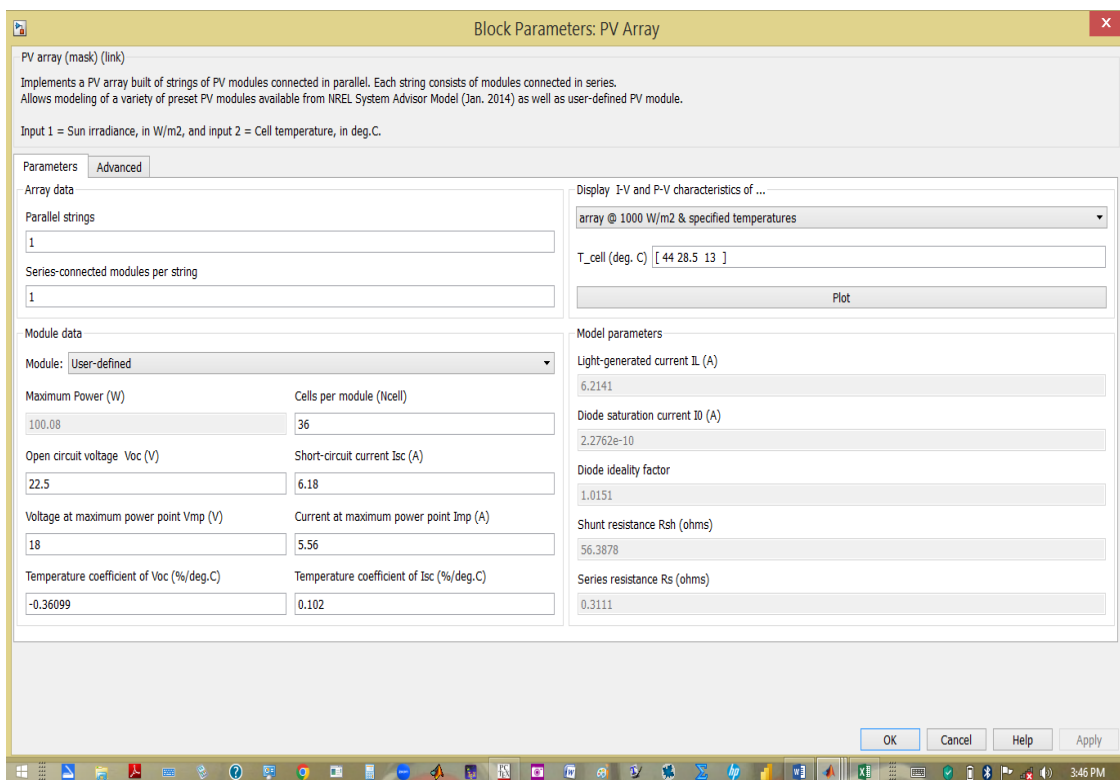 Block Parameters: PV Array
x
PV array (mask) (link)
Implements a PV array built of strings of PV modules connected in parallel. Each string consists of modules connected in series.
Allows modeling of a variety of preset PV modules available from NREL System Advisor Model (Jan. 2014) as well as user-defined PV module.
Input 1 = Sun irradiance, in W/m2, and input 2 = Cell temperature, in deg.C.
Parameters
Advanced
Array data
Parallel strings
1
Series-connected modules per string
1
Display I-V and P-V characteristics of ...
array @ 1000 W/m2 & specified temperatures
T_cell (deg. C) [ 44 28.5 13 ]
Plot
Module data
Module: User-defined
Maximum Power (W)
100.08
Cells per module (Ncell)
36
Open circuit voltage Voc (V)
22.5
Short-circuit current Isc (A)
6.18
Voltage at maximum power point Vmp (V)
18
Current at maximum power point Imp (A)
5.56
Temperature coefficient of Voc (%/deg.C)
-0.36099
Temperature coefficient of Isc (%/deg.C)
0.102
Model parameters
Light-generated current IL (A)
6.2141
Diode saturation current I0 (A)
2.2762e-10
Diode ideality factor
1.0151
Shunt resistance Rsh (ohms)
56.3878
Series resistance Rs (ohms)
0.3111
OK
Cancel
Help
Apply
3:46 PM